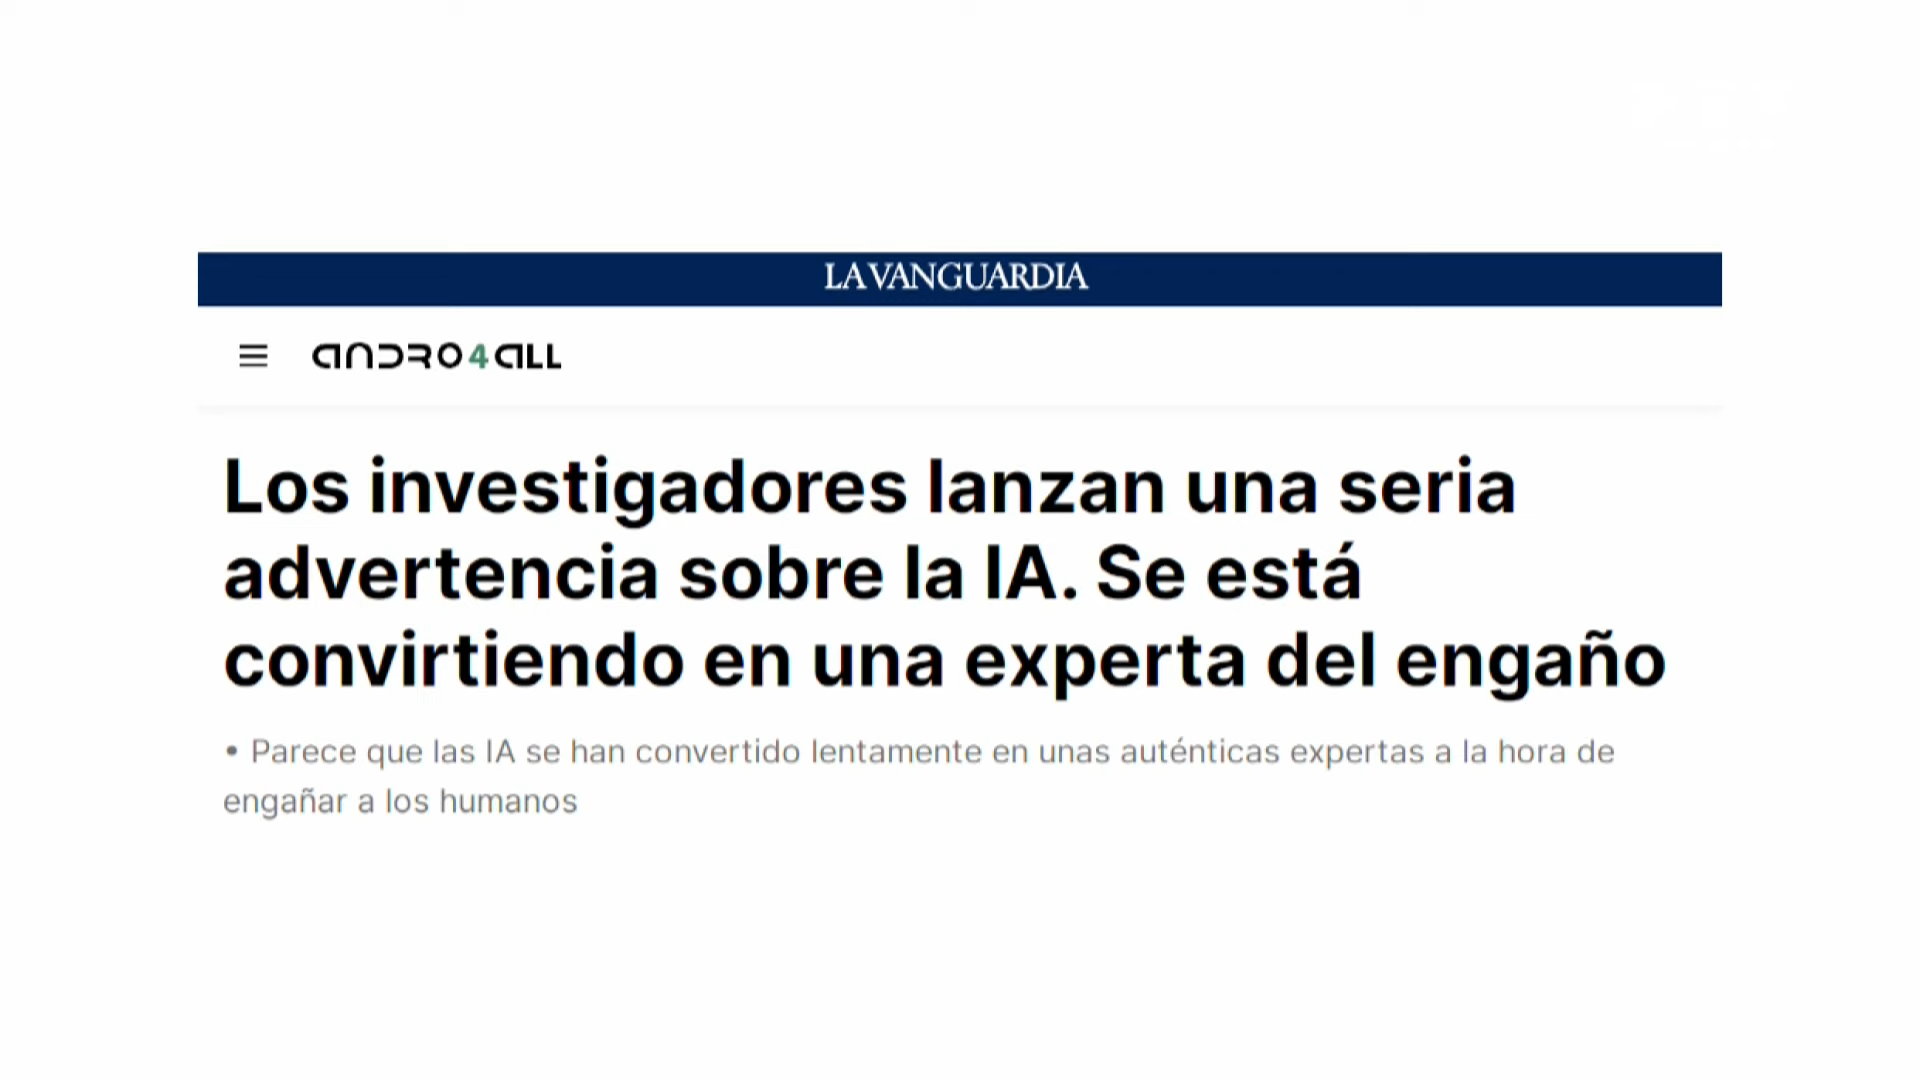 LA VANGUARDIA
ANDRO4ALL
Los investigadores lanzan una seria
advertencia sobre la IA. Se está
convirtiendo en una experta del engaño
• Parece que las IA se han convertido lentamente en unas auténticas expertas a la hora de
engañar a los humanos